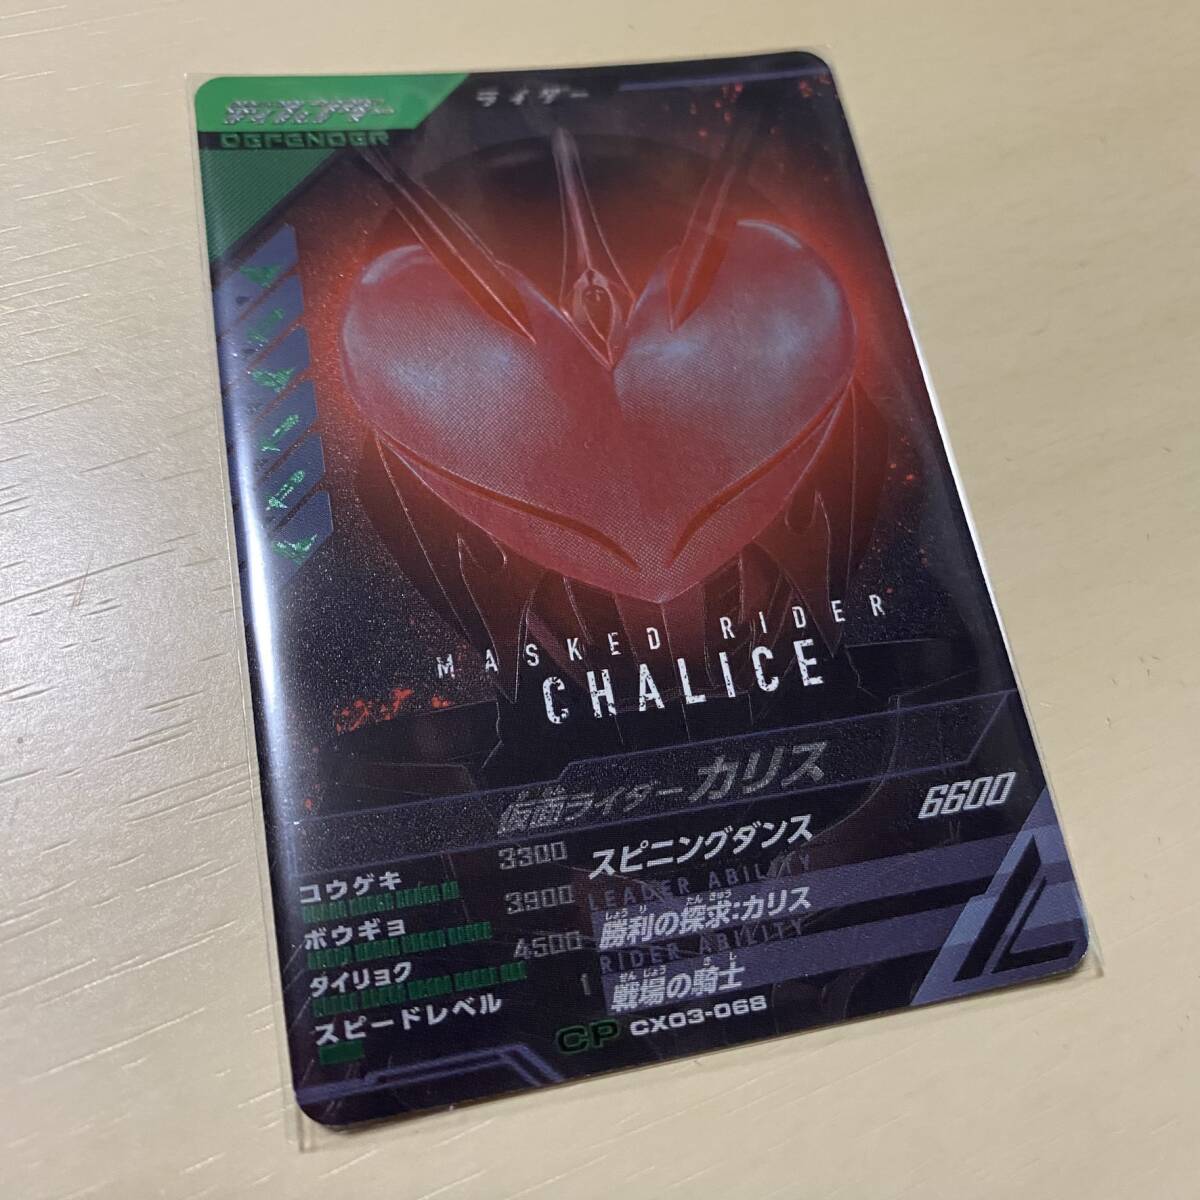 ディフェンダー
DEFENDER
ライダー
MASKED RIDER
CHALICE
仮面ライダーカリス
コウゲキ 3300
ボウギョ 3900
タイリョク 4500
スピードレベル 1
スピニングダンス 6600
LEADER ABILITY
勝利の探求:カリス
RIDER ABILITY
戦場の騎士
CP CX03-068